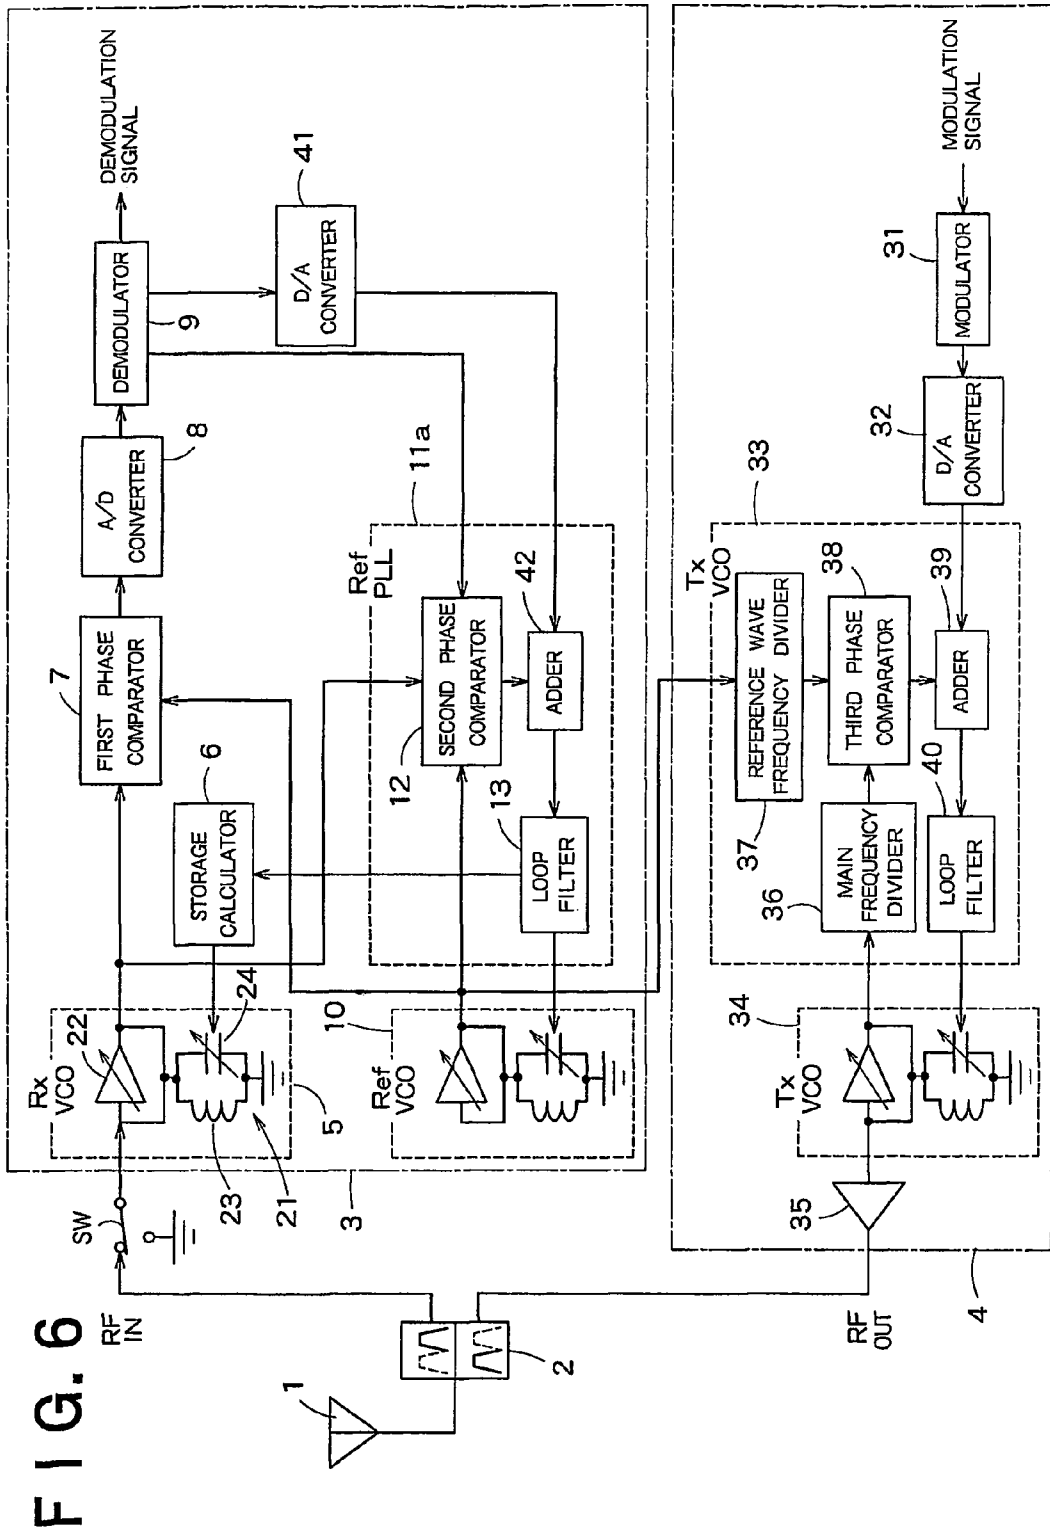 FIG. 6
RF
IN
SW
1
2
RF
OUT
3
4
Rx
VCO
22
23
24
21
5
Ref
VCO
10
Tx
VCO
34
35
FIRST PHASE
COMPARATOR
7
A/D
CONVERTER
8
DEMODULATOR
9
DEMODULATION
SIGNAL
STORAGE
CALCULATOR
6
D/A
CONVERTER
41
Ref
PLL
11a
SECOND PHASE
COMPARATOR
12
ADDER
42
LOOP
FILTER
13
Tx
VCO
33
REFERENCE WAVE
FREQUENCY DIVIDER
37
MAIN
FREQUENCY
DIVIDER
36
THIRD PHASE
COMPARATOR
38
ADDER
39
LOOP
FILTER
40
D/A
CONVERTER
32
MODULATOR
31
MODULATION
SIGNAL